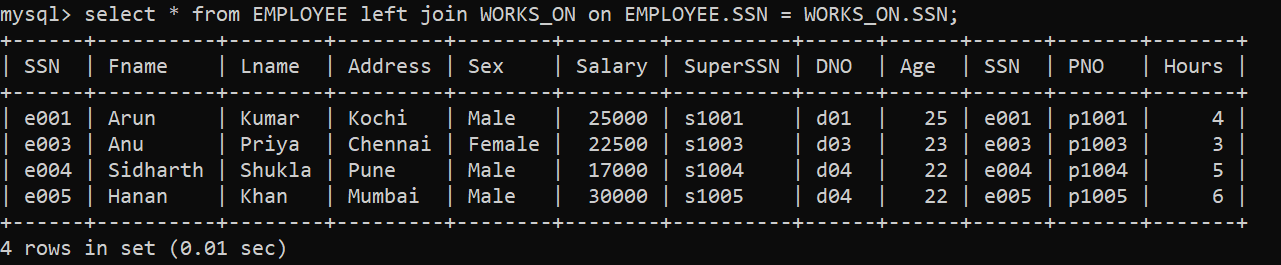 mysql> select * from EMPLOYEE left join WORKS_ON on EMPLOYEE.SSN = WORKS_ON.SSN;
+------+----------+--------+---------+--------+--------+----------+-----+------+------+-------+-------+
| SSN  | Fname    | Lname  | Address | Sex    | Salary | SuperSSN | DNO | Age  | SSN  | PNO   | Hours |
+------+----------+--------+---------+--------+--------+----------+-----+------+------+-------+-------+
| e001 | Arun     | Kumar  | Kochi   | Male   |  25000 | s1001    | d01 |   25 | e001 | p1001 |     4 |
| e003 | Anu      | Priya  | Chennai | Female |  22500 | s1003    | d03 |   23 | e003 | p1003 |     3 |
| e004 | Sidharth | Shukla | Pune    | Male   |  17000 | s1004    | d04 |   22 | e004 | p1004 |     5 |
| e005 | Hanan    | Khan   | Mumbai  | Male   |  30000 | s1005    | d04 |   22 | e005 | p1005 |     6 |
+------+----------+--------+---------+--------+--------+----------+-----+------+------+-------+-------+
4 rows in set (0.01 sec)